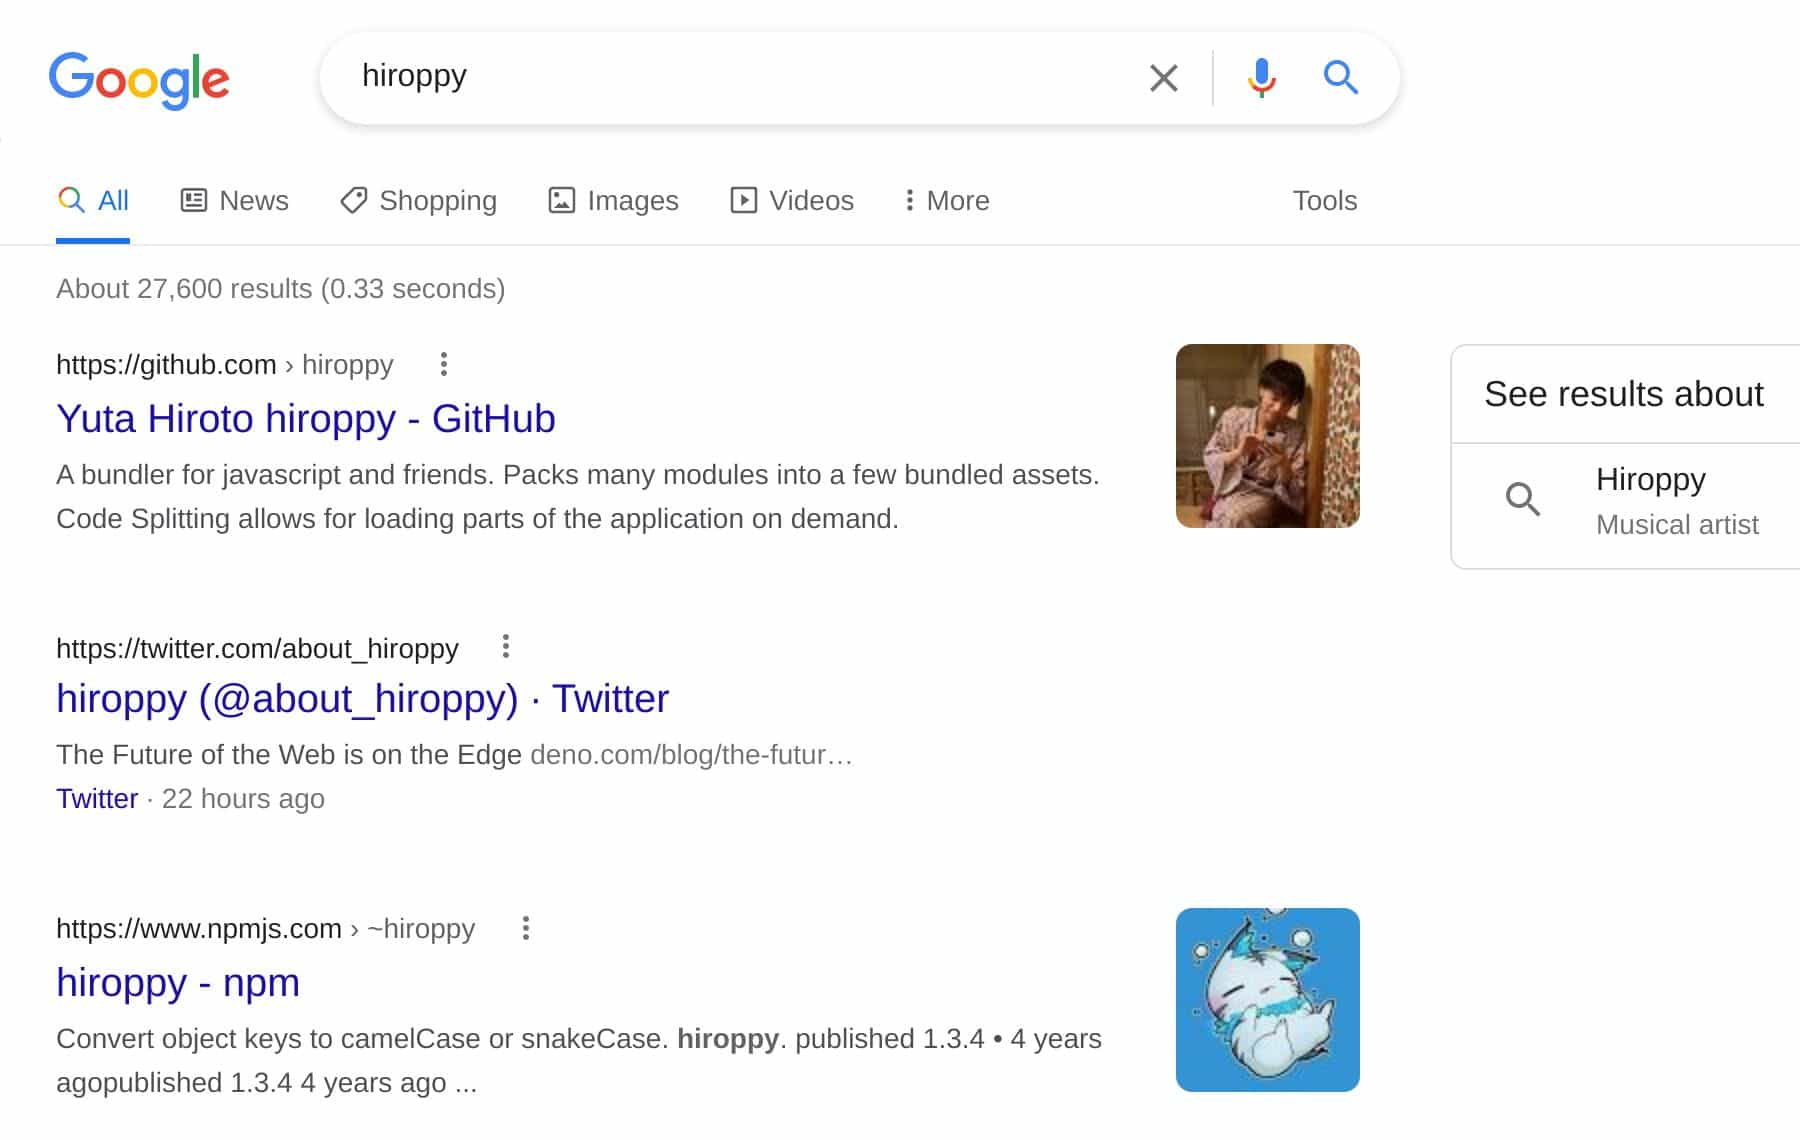 Google
hiroppy
All News Shopping Images Videos More Tools
About 27,600 results (0.33 seconds)
https://github.com › hiroppy
Yuta Hiroto hiroppy - GitHub
A bundler for javascript and friends. Packs many modules into a few bundled assets.
Code Splitting allows for loading parts of the application on demand.
See results about
Hiroppy
Musical artist
https://twitter.com/about_hiroppy
hiroppy (@about_hiroppy) · Twitter
The Future of the Web is on the Edge deno.com/blog/the-futur…
Twitter · 22 hours ago
https://www.npmjs.com › ~hiroppy
hiroppy - npm
Convert object keys to camelCase or snakeCase. hiroppy. published 1.3.4 • 4 years
agopublished 1.3.4 4 years ago ...